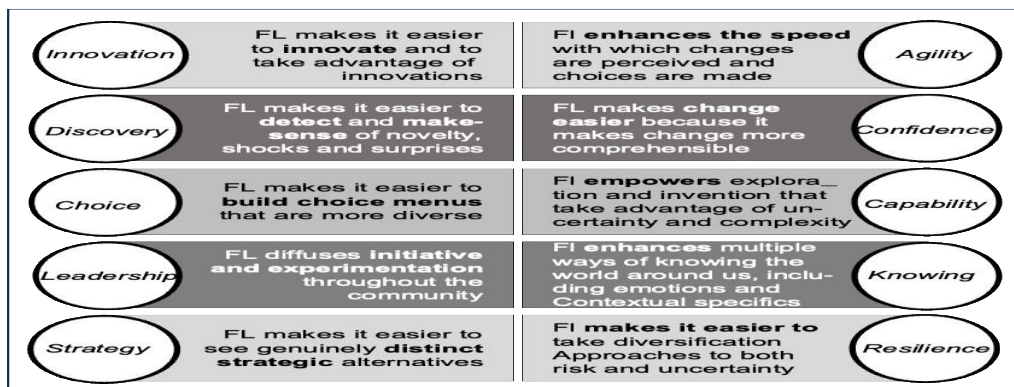 Innovation
FL makes it easier
to innovate and to
take advantage of
innovations
FI enhances the speed
with which changes
are perceived and
choices are made
Agility
Discovery
FL makes it easier to
detect and make-
sense of novelty,
shocks and surprises
FL makes change
easier because it
makes change more
comprehensible
Confidence
Choice
FL makes it easier to
build choice menus
that are more diverse
FI empowers explora_
tion and invention that
take advantage of un-
certainty and complexity
Capability
Leadership
FL diffuses initiative
and experimentation
throughout the
community
FI enhances multiple
ways of knowing the
world around us, inclu-
ding emotions and
Contextual specifics
Knowing
Strategy
FL makes it easier to
see genuinely distinct
strategic alternatives
FI makes it easier to
take diversification
Approaches to both
risk and uncertainty
Resilience